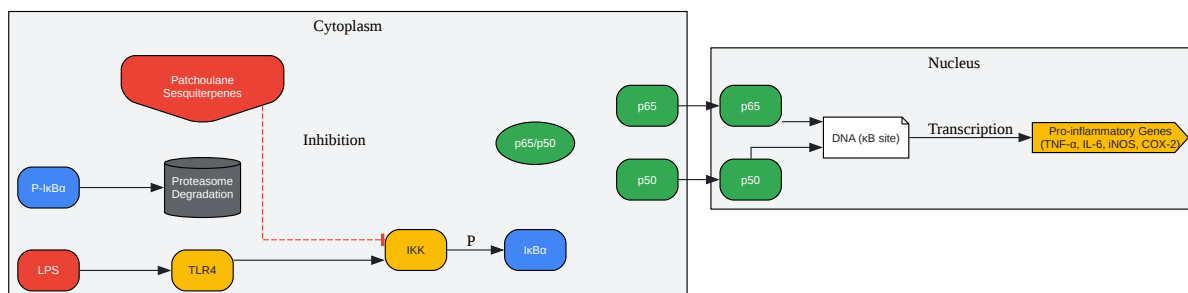 Cytoplasm
Patchoulane
Sesquiterpenes
Inhibition
p65/p50
P-IκBα
Proteasome
Degradation
LPS
TLR4
IKK
P
IκBα
p65
p50
Nucleus
p65
p50
DNA (κB site)
Transcription
Pro-inflammatory Genes
(TNF-α, IL-6, iNOS, COX-2)